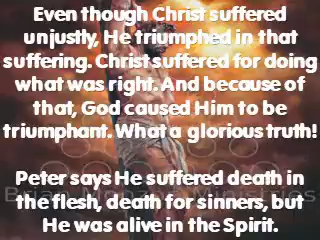 Even though Christ suffered
unjustly, He triumphed in that
suffering. Christ suffered for doing
what was right. And because of
that, God caused Him to be
triumphant. What a glorious truth!
Peter says He suffered death in
the flesh, death for sinners, but
He was alive in the Spirit.